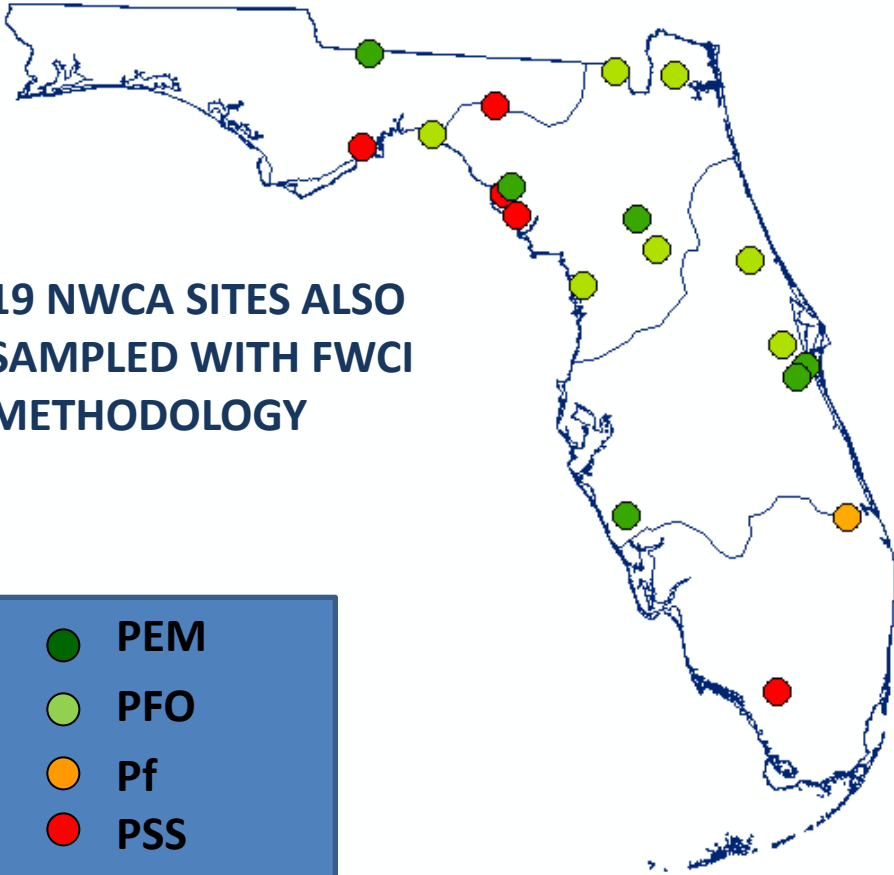 19 NWCA SITES ALSO
SAMPLED WITH FWCI
METHODOLOGY
PEM
PFO
Pf
PSS